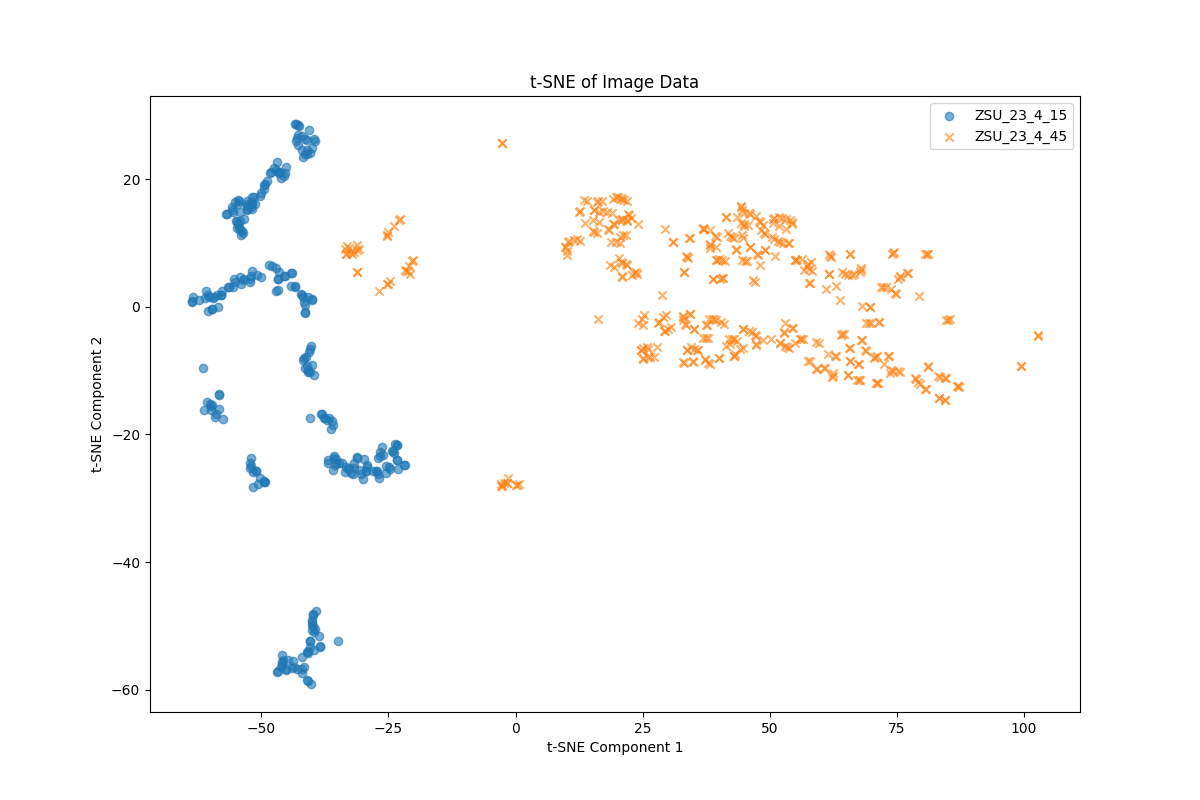 t-SNE of Image Data
ZSU_23_4_15
ZSU_23_4_45
20
0
−20
−40
−60
t-SNE Component 2
−50
−25
0
25
50
75
100
t-SNE Component 1